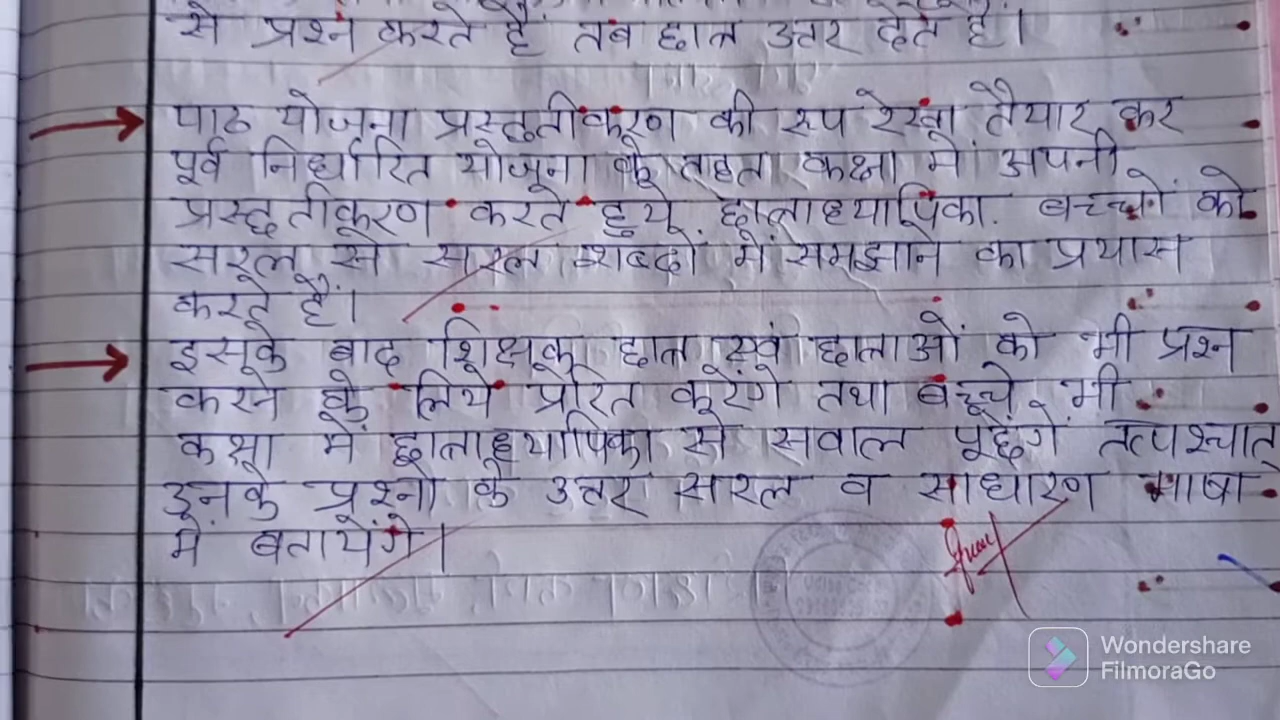 से प्रश्न करते हैं तब छात्र उत्तर देते है।
पाठ योजना प्रस्तुतीकरण की रुप रेखा तैयार कर
पूर्व निर्धारित योजना के तहत कक्षा में अपनी
प्रस्तुतीकरण करते हुये छात्राध्यापिका बच्चों को
सरल से सरल शब्दों में समझाने का प्रयास
करते हैं।
इसके बाद शिक्षक छात्र एवं छात्राओं को भी प्रश्न
करने के लिये प्रेरित करेंगे तथा बच्चे भी
कक्षा में छात्राध्यापिका से सवाल पूछेंगे तत्पश्चात
उनके प्रश्नो के उत्तर सरल व साधारण भाषा
में बतायेंगे।
Wondershare
FilmoraGo